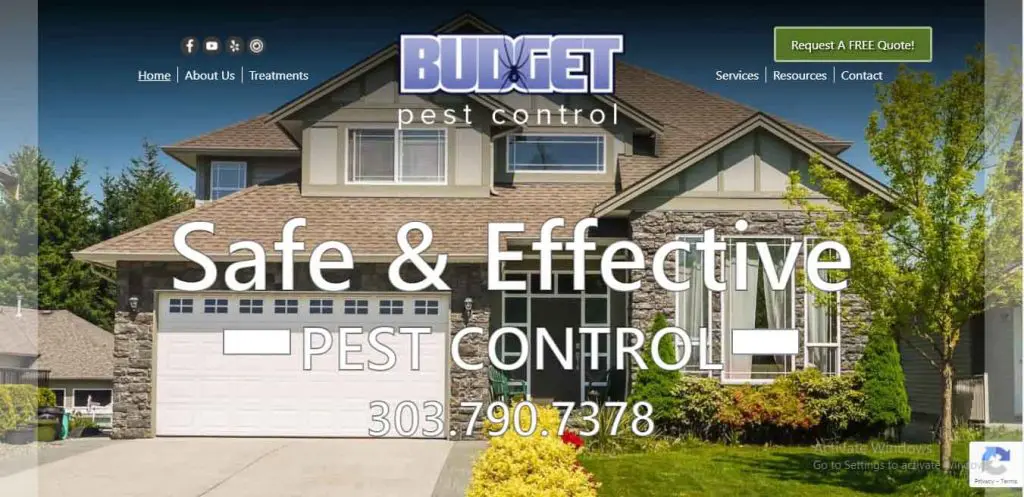 Request A FREE Quote!
BUDGET
pest control
Home About Us Treatments
Services Resources Contact
Safe & Effective
PEST CONTROL
303.790.7378
Activate Windows
Go to Settings to activate Windows
Privacy - Terms